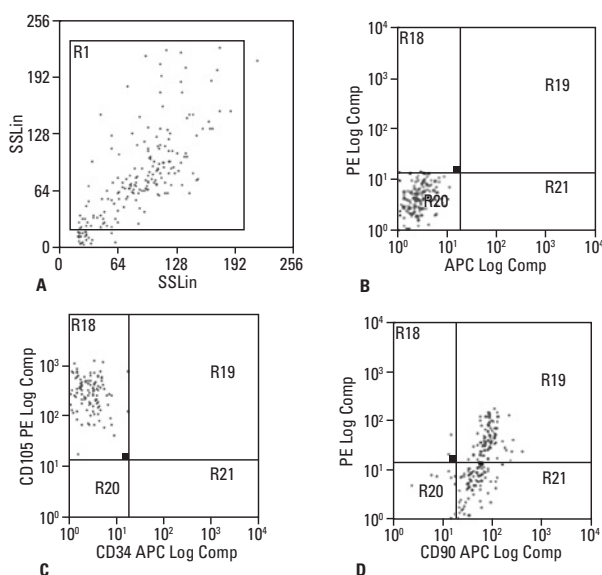 256
192
128
64
0
SSLin
R1
0 64 128 192 256
SSLin
A
10⁴
10³
10²
10¹
10⁰
PE Log Comp
R18
R19
R20
R21
10⁰ 10¹ 10² 10³ 10⁴
APC Log Comp
B
10³
10²
10¹
10⁰
CD105 PE Log Comp
R18
R19
R20
R21
10⁰ 10¹ 10² 10³ 10⁴
CD34 APC Log Comp
C
10⁴
10³
10²
10¹
10⁰
PE Log Comp
R18
R19
R20
R21
10⁰ 10¹ 10² 10³ 10⁴
CD90 APC Log Comp
D